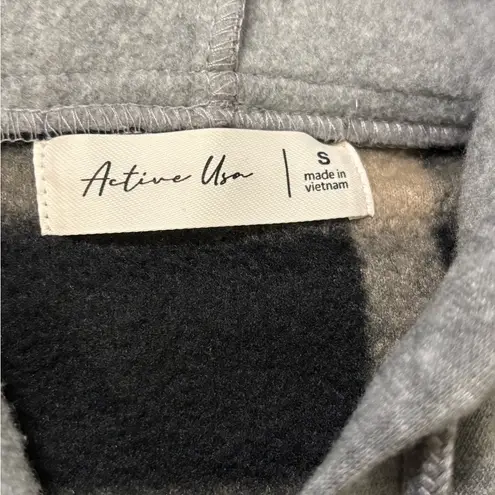 Active Usa
S
made in
vietnam